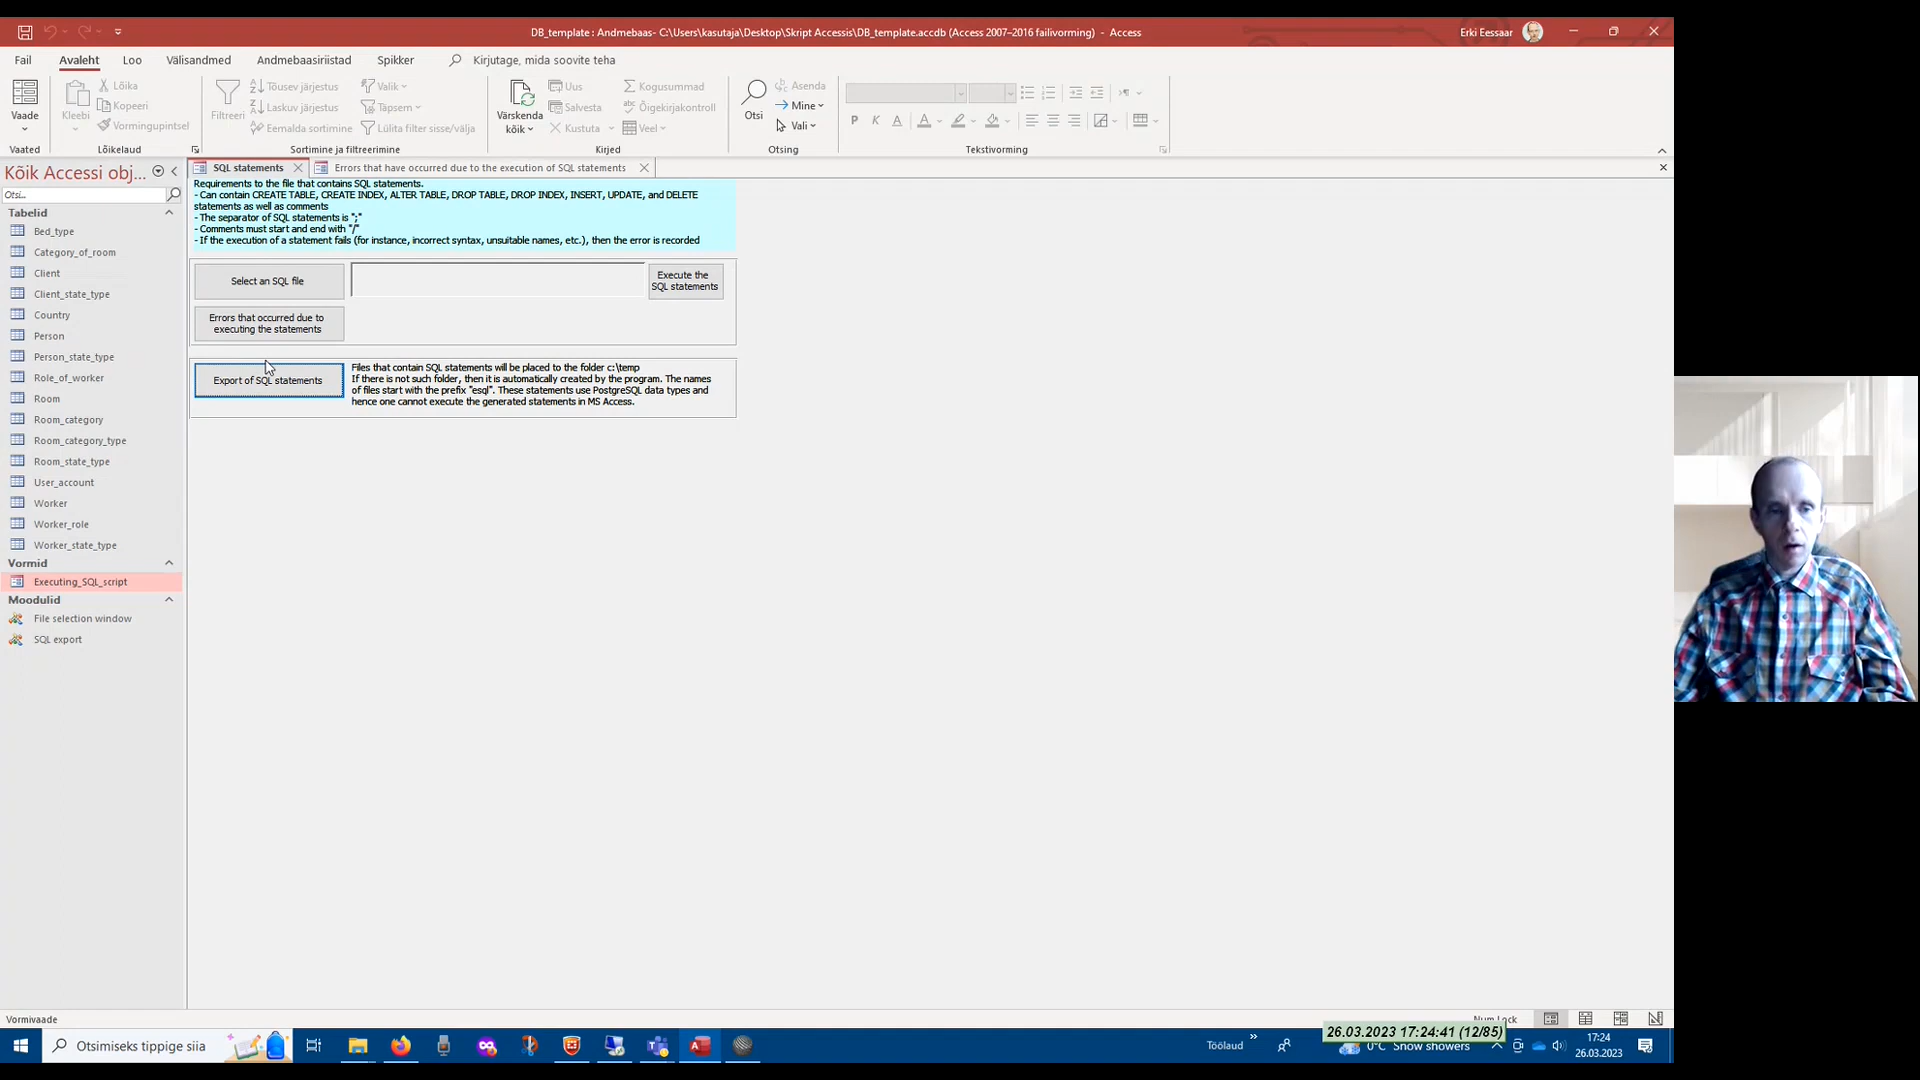 DB_template : Andmebaas- C:\Users\kasutaja\Desktop\Skript Accessis\DB_template.accdb (Access 2007–2016 failivorming) - Access
Erki Eessaar
Fail Avaleht Loo Välisandmed Andmebaasiriistad Spikker Kirjutage, mida soovite teha
Vaade
Vaated
Kleebi
Lõika
Kopeeri
Vormingupintsel
Lõikelaud
Filtreeri
Tõusev järjestus
Laskuv järjestus
Eemalda sortimine
Valik
Täpsem
Lülita filter sisse/välja
Sortimine ja filtreerimine
Värskenda
kõik
Uus
Salvesta
Kustuta
Kogusummad
Õigekirjakontroll
Veel
Kirjed
Otsi
Asenda
Mine
Vali
Otsing
P K A
Tekstivorming
Kõik Accessi obj...
Otsi...
Tabelid
Bed_type
Category_of_room
Client
Client_state_type
Country
Person
Person_state_type
Role_of_worker
Room
Room_category
Room_category_type
Room_state_type
User_account
Worker
Worker_role
Worker_state_type
Vormid
Executing_SQL_script
Moodulid
File selection window
SQL export
SQL statements
Errors that have occurred due to the execution of SQL statements
Requirements to the file that contains SQL statements.
- Can contain CREATE TABLE, CREATE INDEX, ALTER TABLE, DROP TABLE, DROP INDEX, INSERT, UPDATE, and DELETE
statements as well as comments
- The separator of SQL statements is ";"
- Comments must start and end with "/"
- If the execution of a statement fails (for instance, incorrect syntax, unsuitable names, etc.), then the error is recorded
Select an SQL file
Execute the
SQL statements
Errors that occurred due to
executing the statements
Export of SQL statements
Files that contain SQL statements will be placed to the folder c:\temp
If there is not such folder, then it is automatically created by the program. The names
of files start with the prefix "esql". These statements use PostgreSQL data types and
hence one cannot execute the generated statements in MS Access.
Vormivaade
Num Lock
26.03.2023 17:24:41 (12/85)
Otsimiseks tippige siia
Töölaud
0°C Snow showers
17:24
26.03.2023